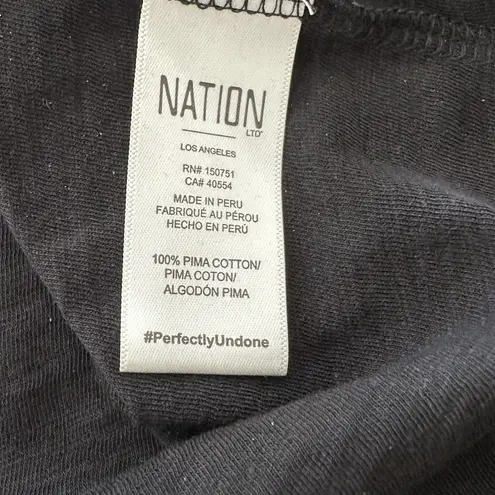 NATION
LTD®
LOS ANGELES
RN# 150751
CA# 40554
MADE IN PERU
FABRIQUÉ AU PÉROU
HECHO EN PERÚ
100% PIMA COTTON/
PIMA COTON/
ALGODÓN PIMA
#PerfectlyUndone